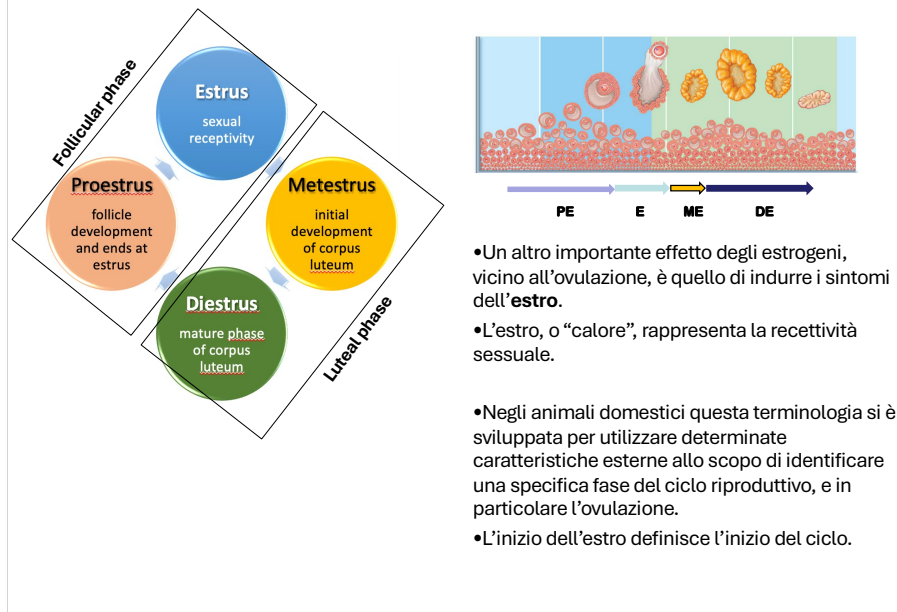 Follicular phase
Estrus
sexual
receptivity
Proestrus
follicle
development
and ends at
estrus
Metestrus
initial
development
of corpus
luteum
Diestrus
mature phase
of corpus
luteum
Luteal phase
PE E ME DE
•Un altro importante effetto degli estrogeni,
vicino all’ovulazione, è quello di indurre i sintomi
dell’estro.
•L’estro, o “calore”, rappresenta la recettività
sessuale.
•Negli animali domestici questa terminologia si è
sviluppata per utilizzare determinate
caratteristiche esterne allo scopo di identificare
una specifica fase del ciclo riproduttivo, e in
particolare l’ovulazione.
•L’inizio dell’estro definisce l’inizio del ciclo.